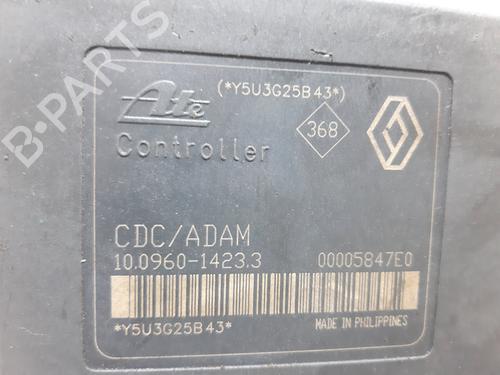 (*Y5U3G25B43*)
Ate
368
Controller
CDC/ADAM
10.0960-1423.3 00005847E0
*Y5U3G25B43*
MADE IN PHILIPPINES
B-PARTS